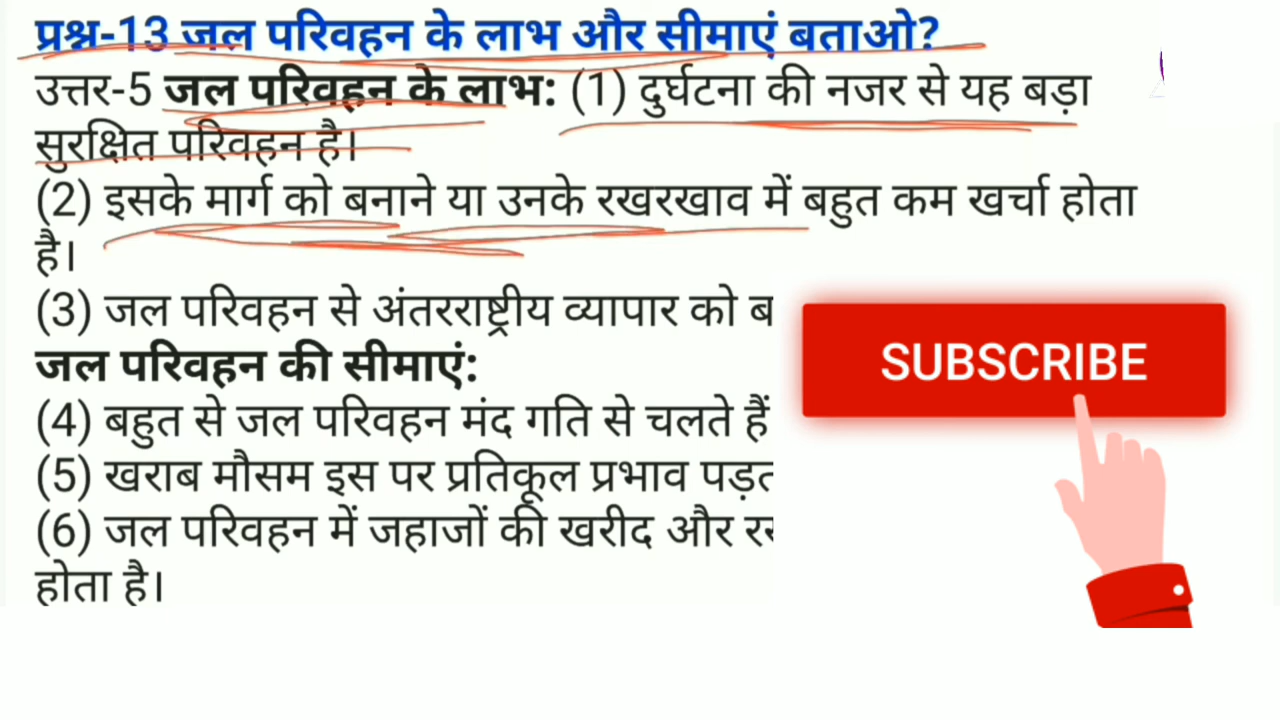 प्रश्न-13 जल परिवहन के लाभ और सीमाएं बताओ?
उत्तर-5 जल परिवहन के लाभ: (1) दुर्घटना की नजर से यह बड़ा
सुरक्षित परिवहन है।
(2) इसके मार्ग को बनाने या उनके रखरखाव में बहुत कम खर्चा होता
है।
(3) जल परिवहन से अंतरराष्ट्रीय व्यापार को
जल परिवहन की सीमाएं:
(4) बहुत से जल परिवहन मंद गति से चलते हैं
(5) खराब मौसम इस पर प्रतिकूल प्रभाव
(6) जल परिवहन में जहाजों की खरीद और
होता है।
SUBSCRIBE